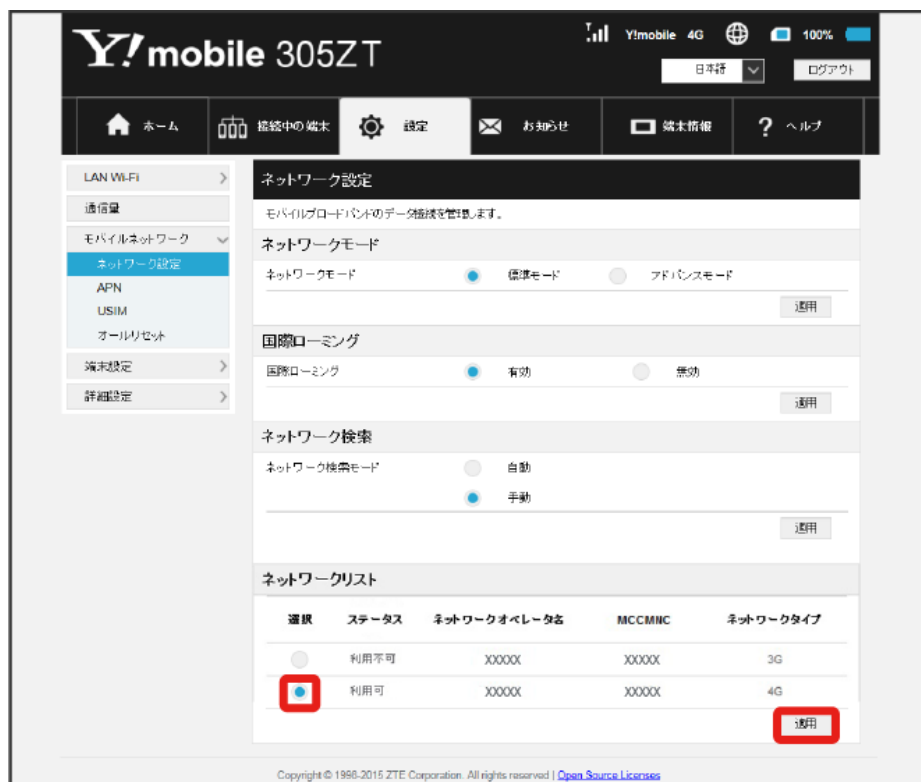 Y!mobile 305ZT
Y!mobile 4G 100%
日本語 ログアウト
ホーム 接続中の端末 設定 お知らせ 端末情報 ? ヘルプ
LAN Wi-Fi
通信量
モバイルネットワーク
ネットワーク設定
APN
USIM
オールリセット
端末設定
詳細設定
ネットワーク設定
モバイルブロードバンドのデータ接続を管理します。
ネットワークモード
ネットワークモード 標準モード アドバンスモード
適用
国際ローミング
国際ローミング 有効 無効
適用
ネットワーク検索
ネットワーク検索モード 自動
手動
適用
ネットワークリスト
選択 ステータス ネットワークオペレータ名 MCCMNC ネットワークタイプ
利用不可 XXXXX XXXXX 3G
利用可 XXXXX XXXXX 4G
適用
Copyright © 1998-2015 ZTE Corporation. All rights reserved | Open Source Licenses